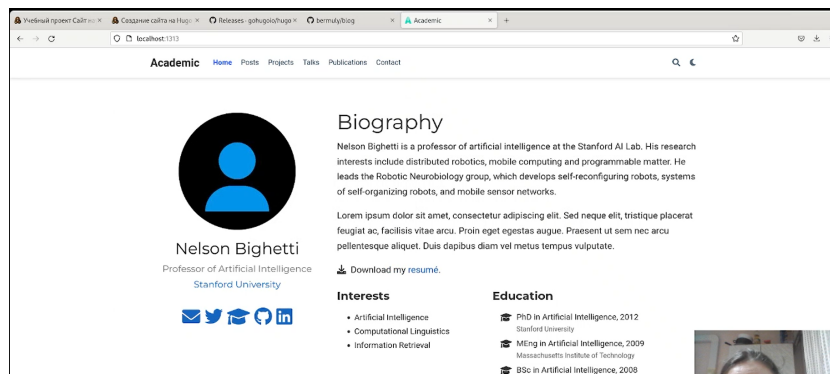 Учебный проект Сайт на
Создание сайта на Hugo
Releases · gohugoio/hugo
bermuly/blog
Academic
localhost:1313
Academic Home Posts Projects Talks Publications Contact
Biography
Nelson Bighetti is a professor of artificial intelligence at the Stanford AI Lab. His research
interests include distributed robotics, mobile computing and programmable matter. He
leads the Robotic Neurobiology group, which develops self-reconfiguring robots, systems
of self-organizing robots, and mobile sensor networks.
Lorem ipsum dolor sit amet, consectetur adipiscing elit. Sed neque elit, tristique placerat
feugiat ac, facilisis vitae arcu. Proin eget egestas augue. Praesent ut sem nec arcu
pellentesque aliquet. Duis dapibus diam vel metus tempus vulputate.
Download my resumé.
Nelson Bighetti
Professor of Artificial Intelligence
Stanford University
Interests
Artificial Intelligence
Computational Linguistics
Information Retrieval
Education
PhD in Artificial Intelligence, 2012
Stanford University
MEng in Artificial Intelligence, 2009
Massachusetts Institute of Technology
BSc in Artificial Intelligence, 2008